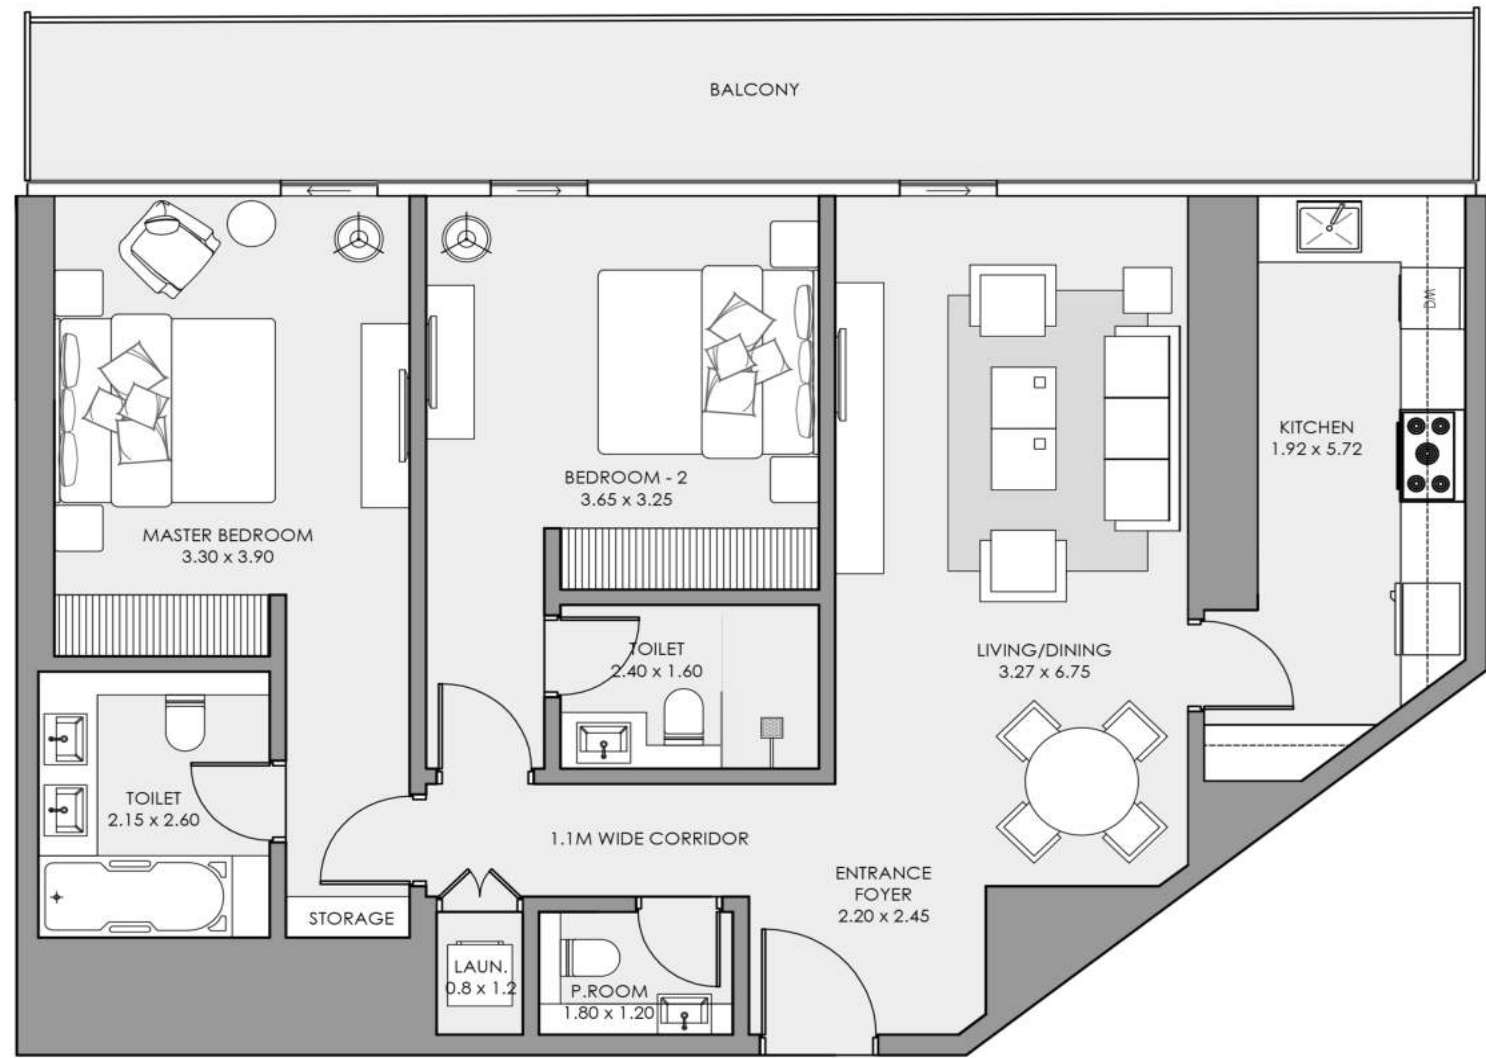 BALCONY
WD
KITCHEN
1.92 x 5.72
BEDROOM - 2
3.65 x 3.25
MASTER BEDROOM
3.30 x 3.90
TOILET
2.40 x 1.60
LIVING/DINING
3.27 x 6.75
TOILET
2.15 x 2.60
1.1M WIDE CORRIDOR
ENTRANCE
FOYER
2.20 x 2.45
STORAGE
LAUN.
0.8 x 1.2
P.ROOM
1.80 x 1.20